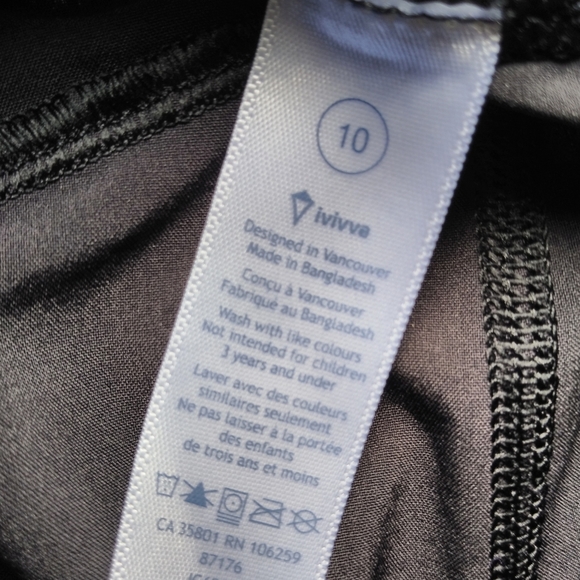 10
ivivva
Designed in Vancouver
Made in Bangladesh
Conçu à Vancouver
Fabriqué au Bangladesh
Wash with like colours
Not intended for children
3 years and under
Laver avec des couleurs
similaires seulement
Ne pas laisser à la portée
des enfants
de trois ans et moins
CA 35801 RN 106259
87176